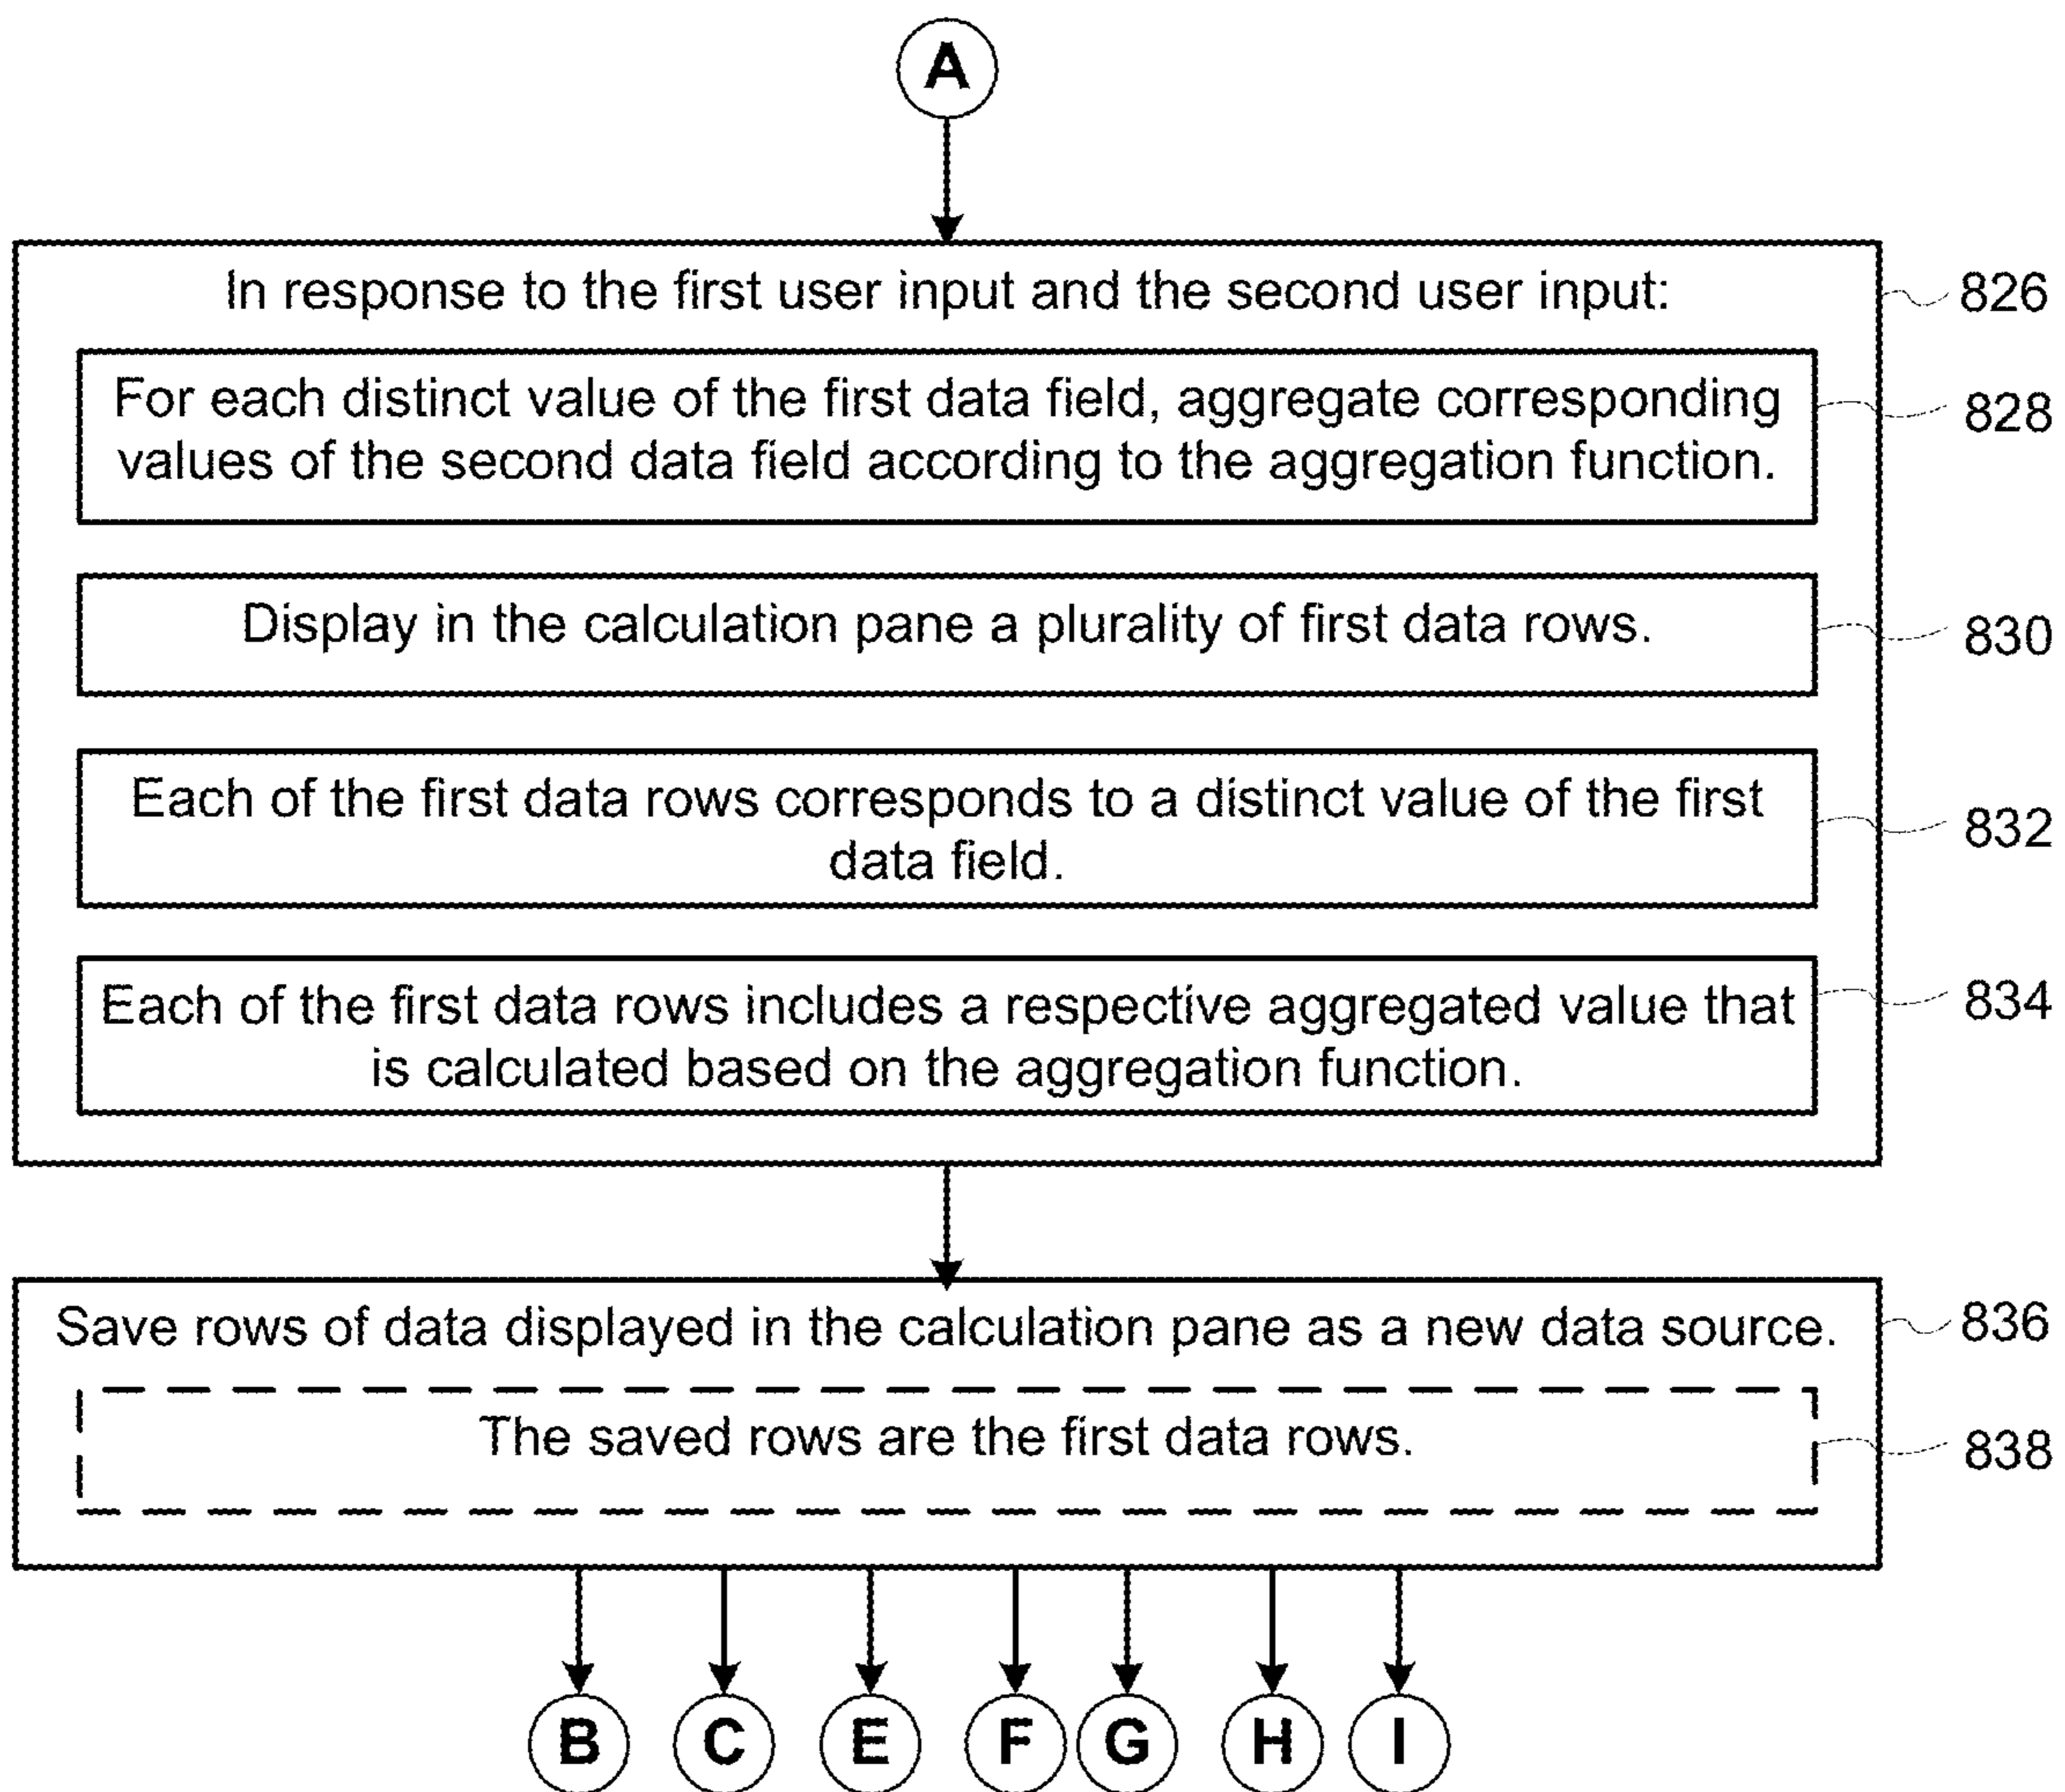 A
In response to the first user input and the second user input:
826
For each distinct value of the first data field, aggregate corresponding
values of the second data field according to the aggregation function.
828
Display in the calculation pane a plurality of first data rows.
830
Each of the first data rows corresponds to a distinct value of the first
data field.
832
Each of the first data rows includes a respective aggregated value that
is calculated based on the aggregation function.
834
Save rows of data displayed in the calculation pane as a new data source.
836
The saved rows are the first data rows.
838
B C E F G H I